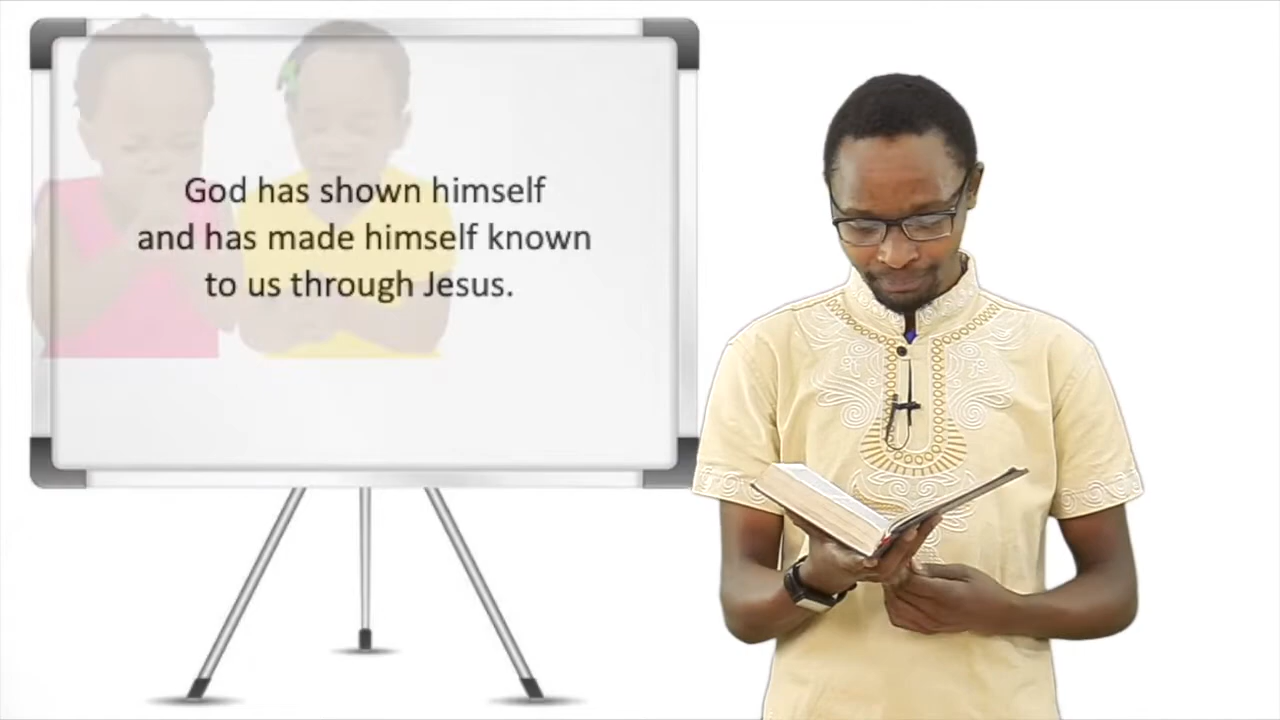 God has shown himself
and has made himself known
to us through Jesus.